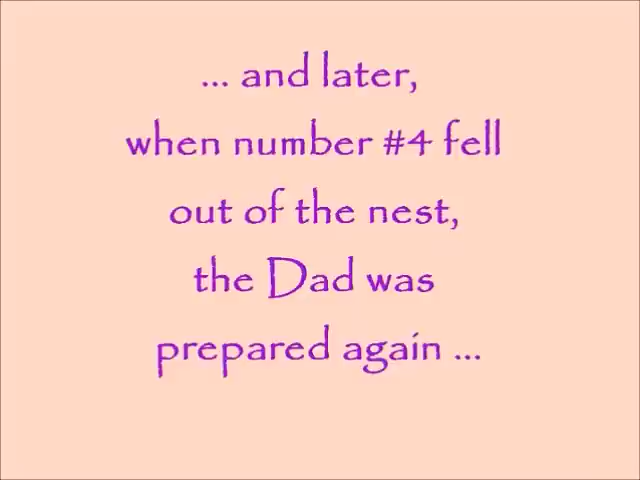 ... and later,
when number #4 fell
out of the nest,
the Dad was
prepared again ...